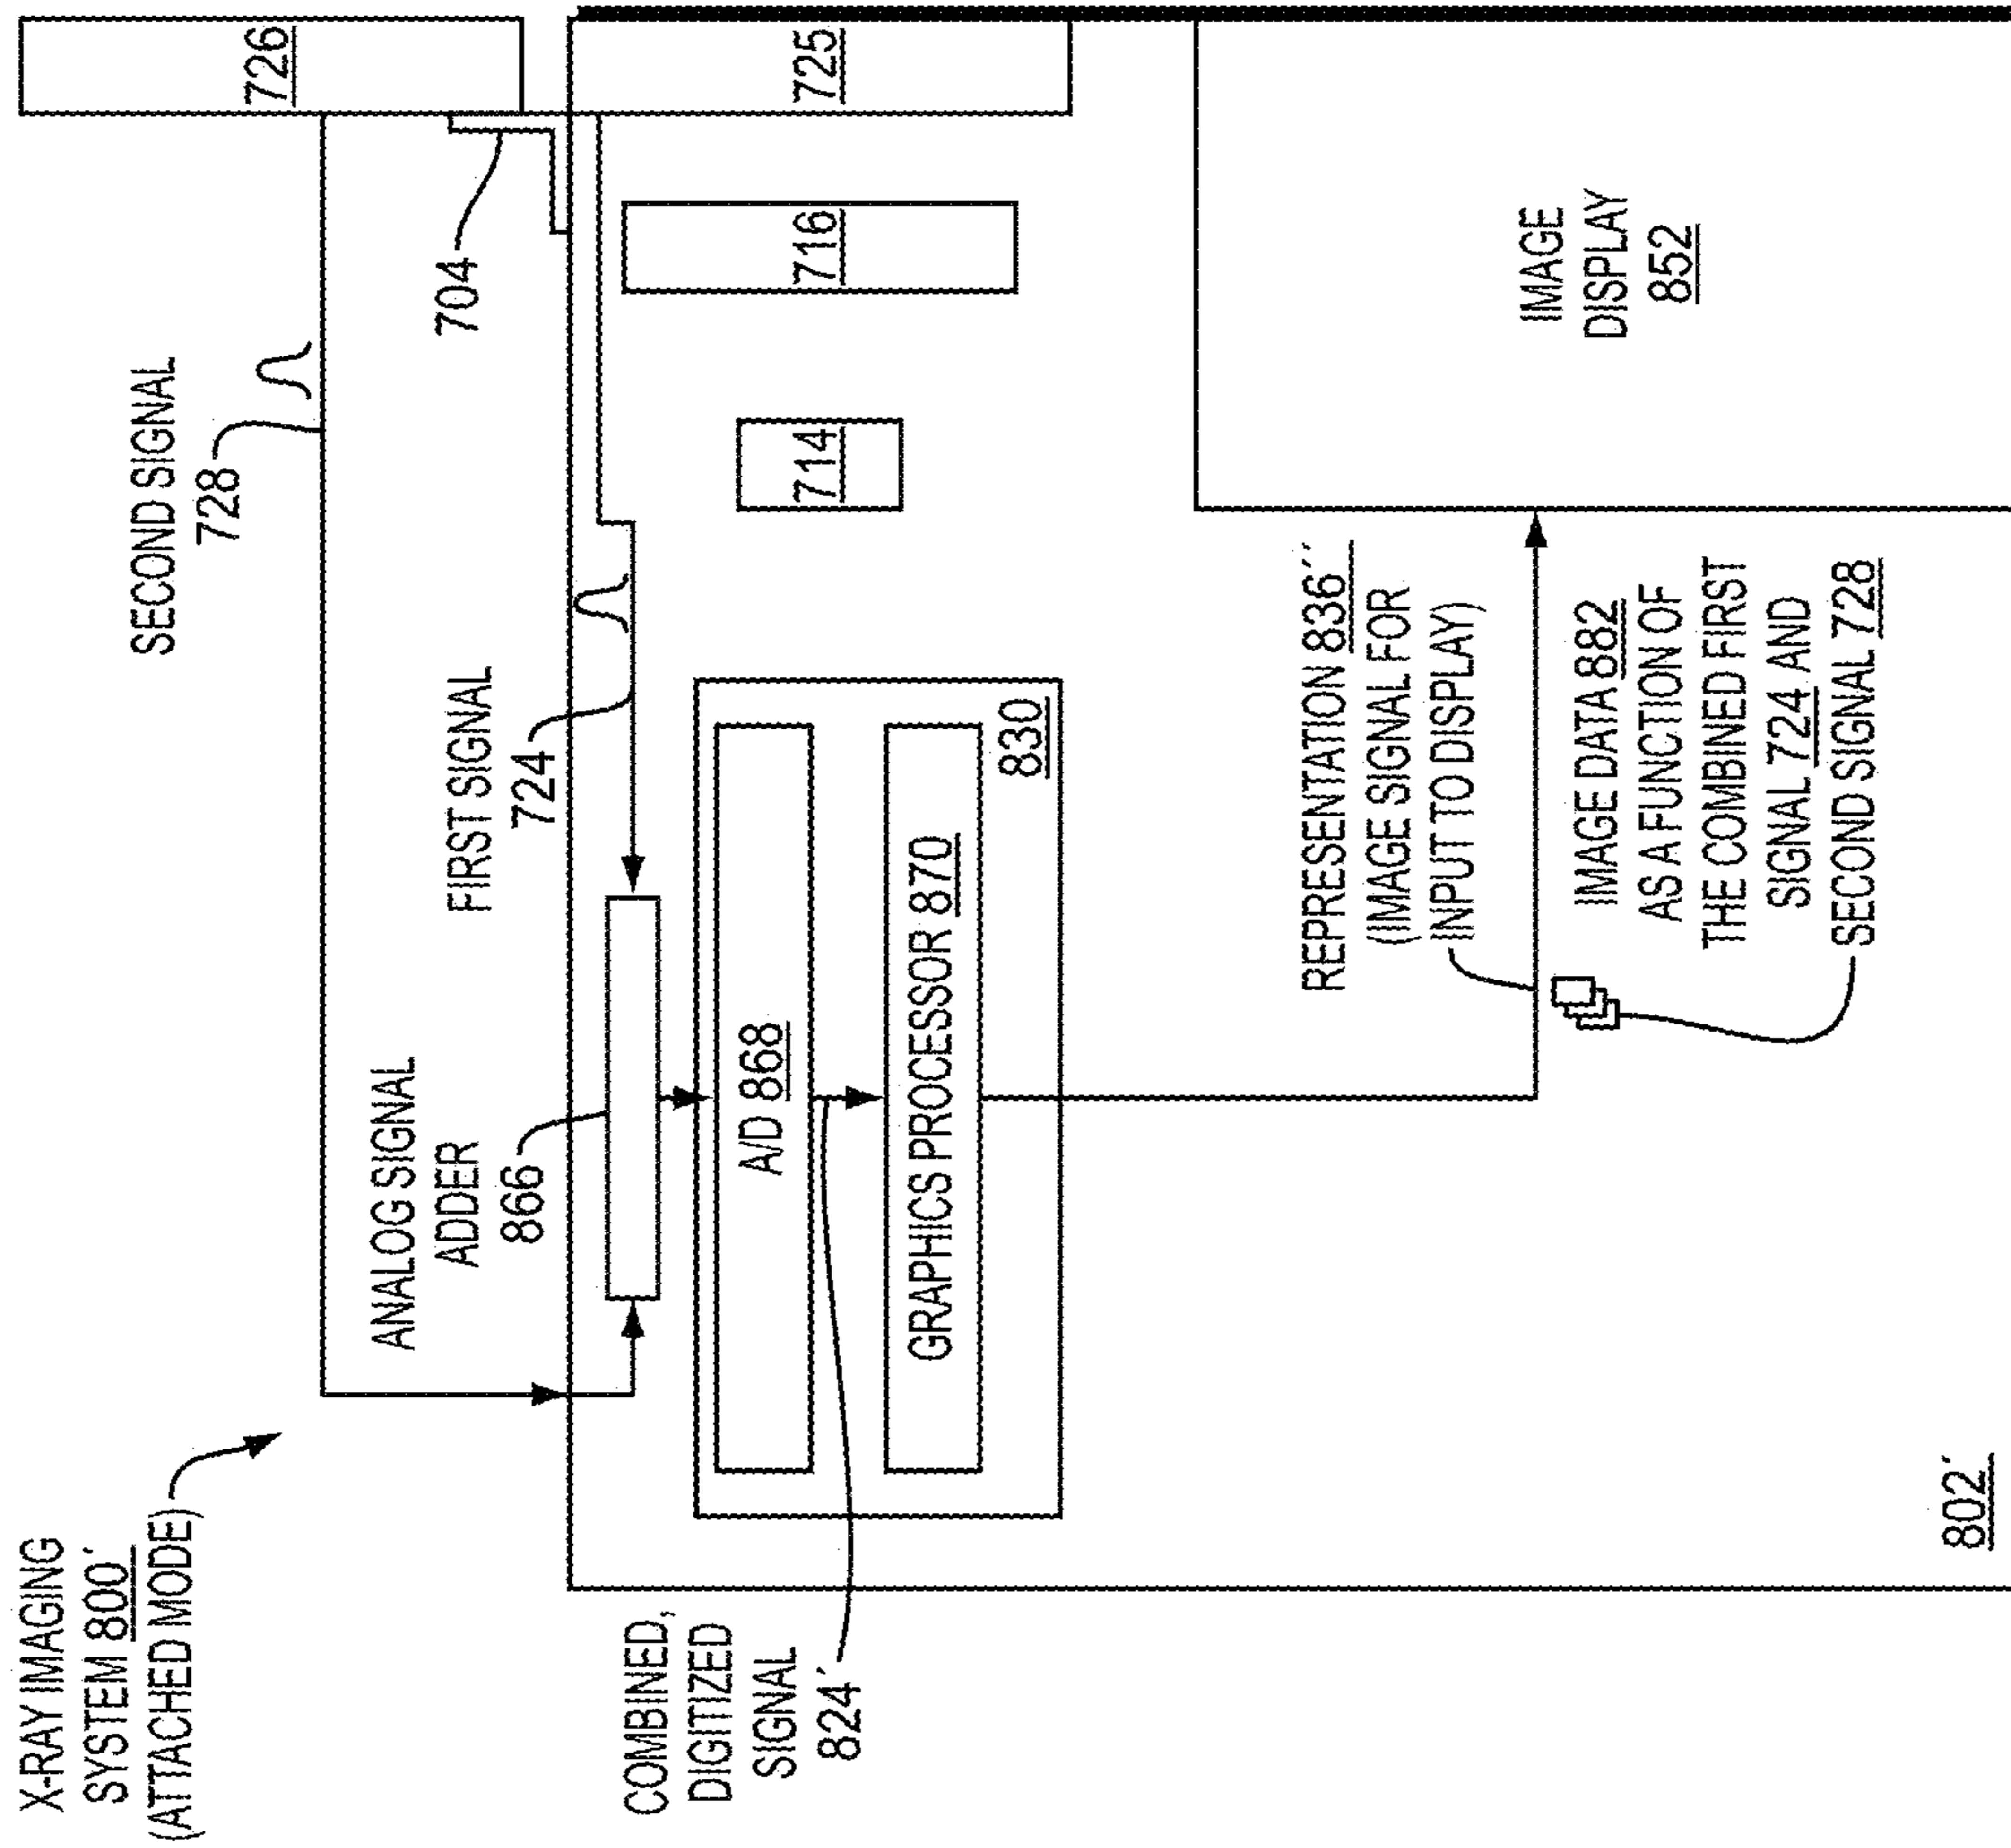 X-RAY IMAGING
SYSTEM 800´
(ATTACHED MODE)
SECOND SIGNAL
728
726
704
ANALOG SIGNAL
ADDER
866
FIRST SIGNAL
724
725
716
714
COMBINED,
DIGITIZED
SIGNAL
824´
A/D 868
GRAPHICS PROCESSOR 870
830
REPRESENTATION 836´´
(IMAGE SIGNAL FOR
INPUT TO DISPLAY)
IMAGE DATA 882
AS A FUNCTION OF
THE COMBINED FIRST
SIGNAL 724 AND
SECOND SIGNAL 728
IMAGE
DISPLAY
852
802´